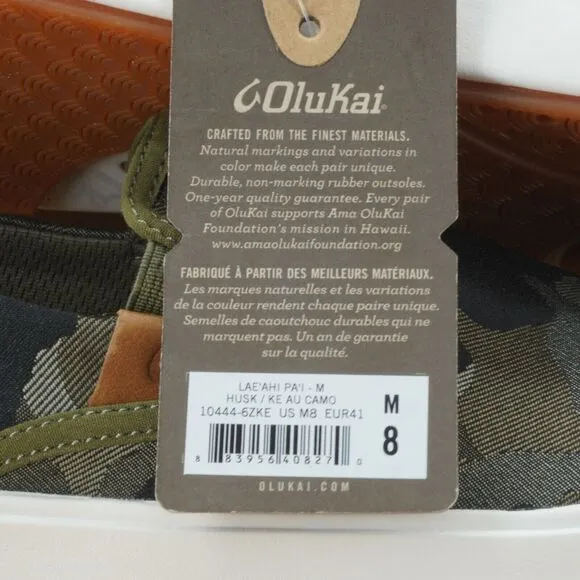 OluKai
CRAFTED FROM THE FINEST MATERIALS.
Natural markings and variations in
color make each pair unique.
Durable, non-marking rubber outsoles.
One-year quality guarantee. Every pair
of OluKai supports Ama OluKai
Foundation's mission in Hawaii.
www.amaolukaifoundation.org
FABRIQUÉ À PARTIR DES MEILLEURS MATÉRIAUX.
Les marques naturelles et les variations
de la couleur rendent chaque paire unique.
Semelles de caoutchouc durables qui ne
marquent pas. Un an de garantie
sur la qualité.
LAE'AHI PA'I - M
HUSK / KE AU CAMO
10444-6ZKE US M8 EUR41
M
8
8 83956 40827 0
OLUKAI.COM